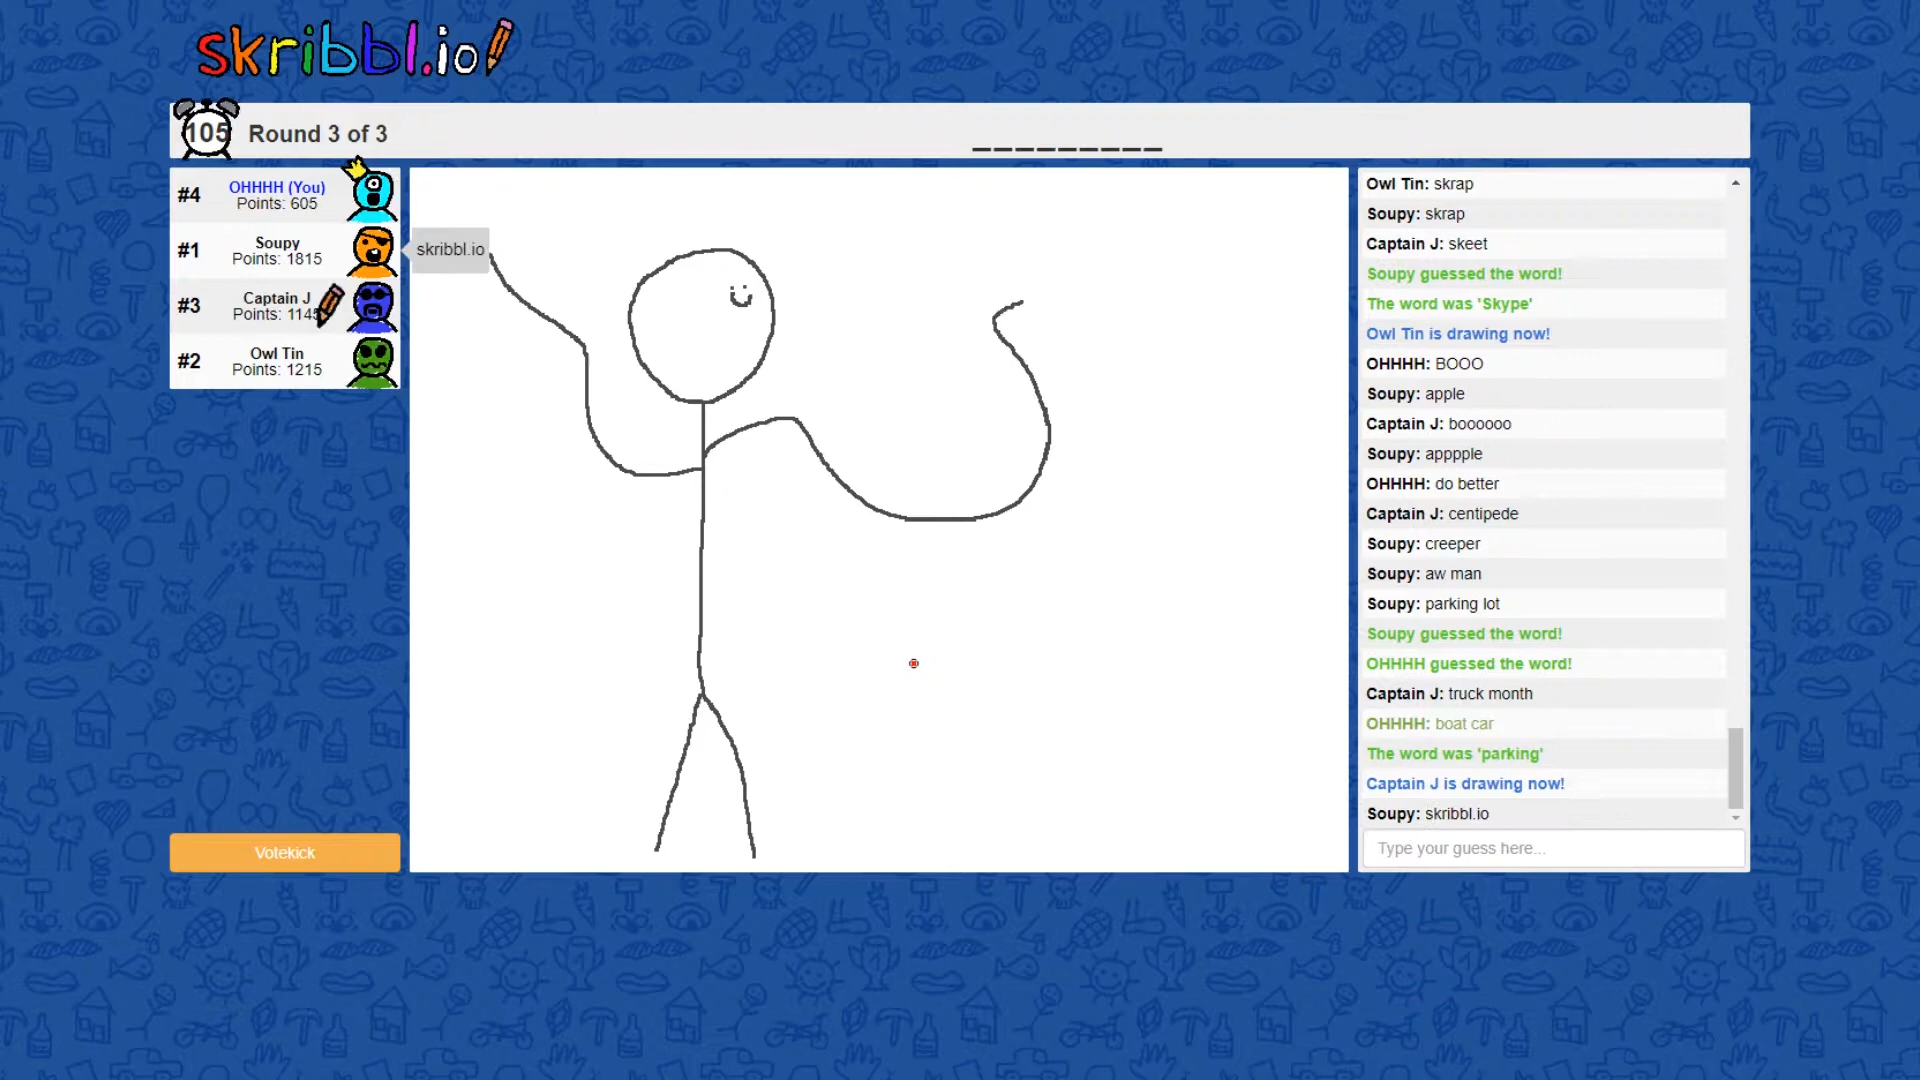 skribbl.io
105 Round 3 of 3
_________
#4 OHHHH (You)
Points: 605
#1 Soupy
Points: 1815
skribbl.io
#3 Captain J
Points: 1145
#2 Owl Tin
Points: 1215
Votekick
Owl Tin: skrap
Soupy: skrap
Captain J: skeet
Soupy guessed the word!
The word was 'Skype'
Owl Tin is drawing now!
OHHHH: BOOO
Soupy: apple
Captain J: boooooo
Soupy: apppple
OHHHH: do better
Captain J: centipede
Soupy: creeper
Soupy: aw man
Soupy: parking lot
Soupy guessed the word!
OHHHH guessed the word!
Captain J: truck month
OHHHH: boat car
The word was 'parking'
Captain J is drawing now!
Soupy: skribbl.io
Type your guess here...